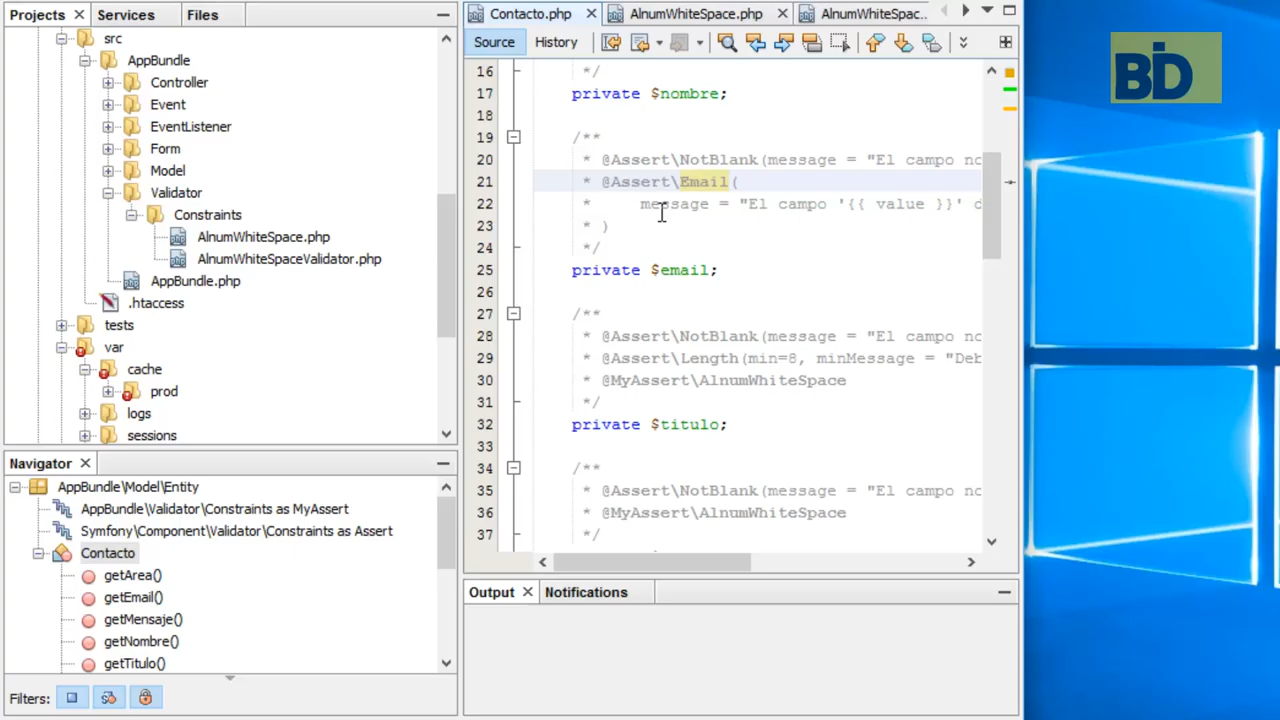 Projects
Services
Files
src
AppBundle
Controller
Event
EventListener
Form
Model
Validator
Constraints
AlnumWhiteSpace.php
AlnumWhiteSpaceValidator.php
AppBundle.php
.htaccess
tests
var
cache
prod
logs
sessions
Navigator
AppBundle\Model\Entity
AppBundle\Validator\Constraints as MyAssert
Symfony\Component\Validator\Constraints as Assert
Contacto
getArea()
getEmail()
getMensaje()
getNombre()
getTitulo()
Filters:
Contacto.php
AlnumWhiteSpace.php
AlnumWhiteSpac..
Source
History
16 */
17 private $nombre;
18
19 /**
20 * @Assert\NotBlank(message = "El campo no
21 * @Assert\Email(
22 * message = "El campo '{{ value }}' d
23 * )
24 */
25 private $email;
26
27 /**
28 * @Assert\NotBlank(message = "El campo no
29 * @Assert\Length(min=8, minMessage = "Deb
30 * @MyAssert\AlnumWhiteSpace
31 */
32 private $titulo;
33
34 /**
35 * @Assert\NotBlank(message = "El campo no
36 * @MyAssert\AlnumWhiteSpace
37 */
Output
Notifications
BID